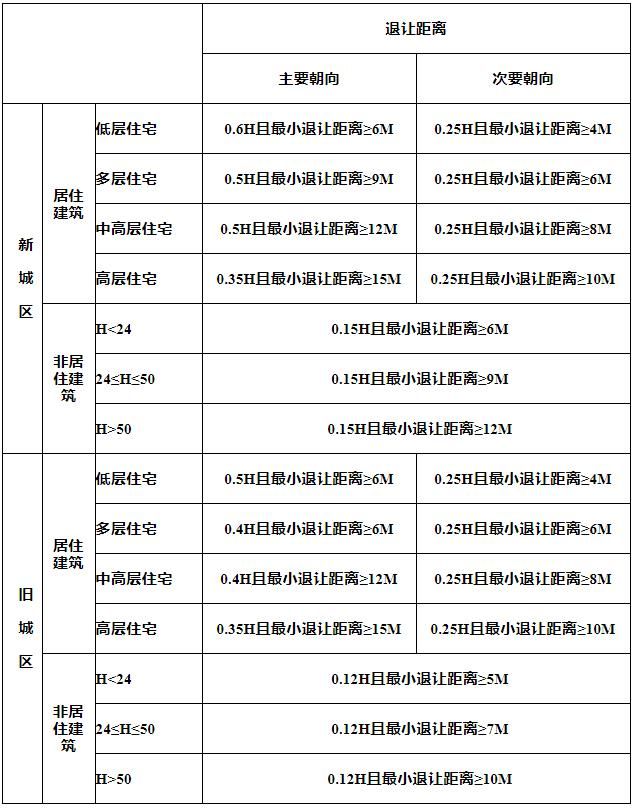 退让距离
主要朝向 次要朝向
新城区
居住建筑
低层住宅 0.6H且最小退让距离≥6M 0.25H且最小退让距离≥4M
多层住宅 0.5H且最小退让距离≥9M 0.25H且最小退让距离≥6M
中高层住宅 0.5H且最小退让距离≥12M 0.25H且最小退让距离≥8M
高层住宅 0.35H且最小退让距离≥15M 0.25H且最小退让距离≥10M
非居住建筑
H<24 0.15H且最小退让距离≥6M
24≤H≤50 0.15H且最小退让距离≥9M
H>50 0.15H且最小退让距离≥12M
旧城区
居住建筑
低层住宅 0.5H且最小退让距离≥6M 0.25H且最小退让距离≥4M
多层住宅 0.4H且最小退让距离≥6M 0.25H且最小退让距离≥6M
中高层住宅 0.4H且最小退让距离≥12M 0.25H且最小退让距离≥8M
高层住宅 0.35H且最小退让距离≥15M 0.25H且最小退让距离≥10M
非居住建筑
H<24 0.12H且最小退让距离≥5M
24≤H≤50 0.12H且最小退让距离≥7M
H>50 0.12H且最小退让距离≥10M